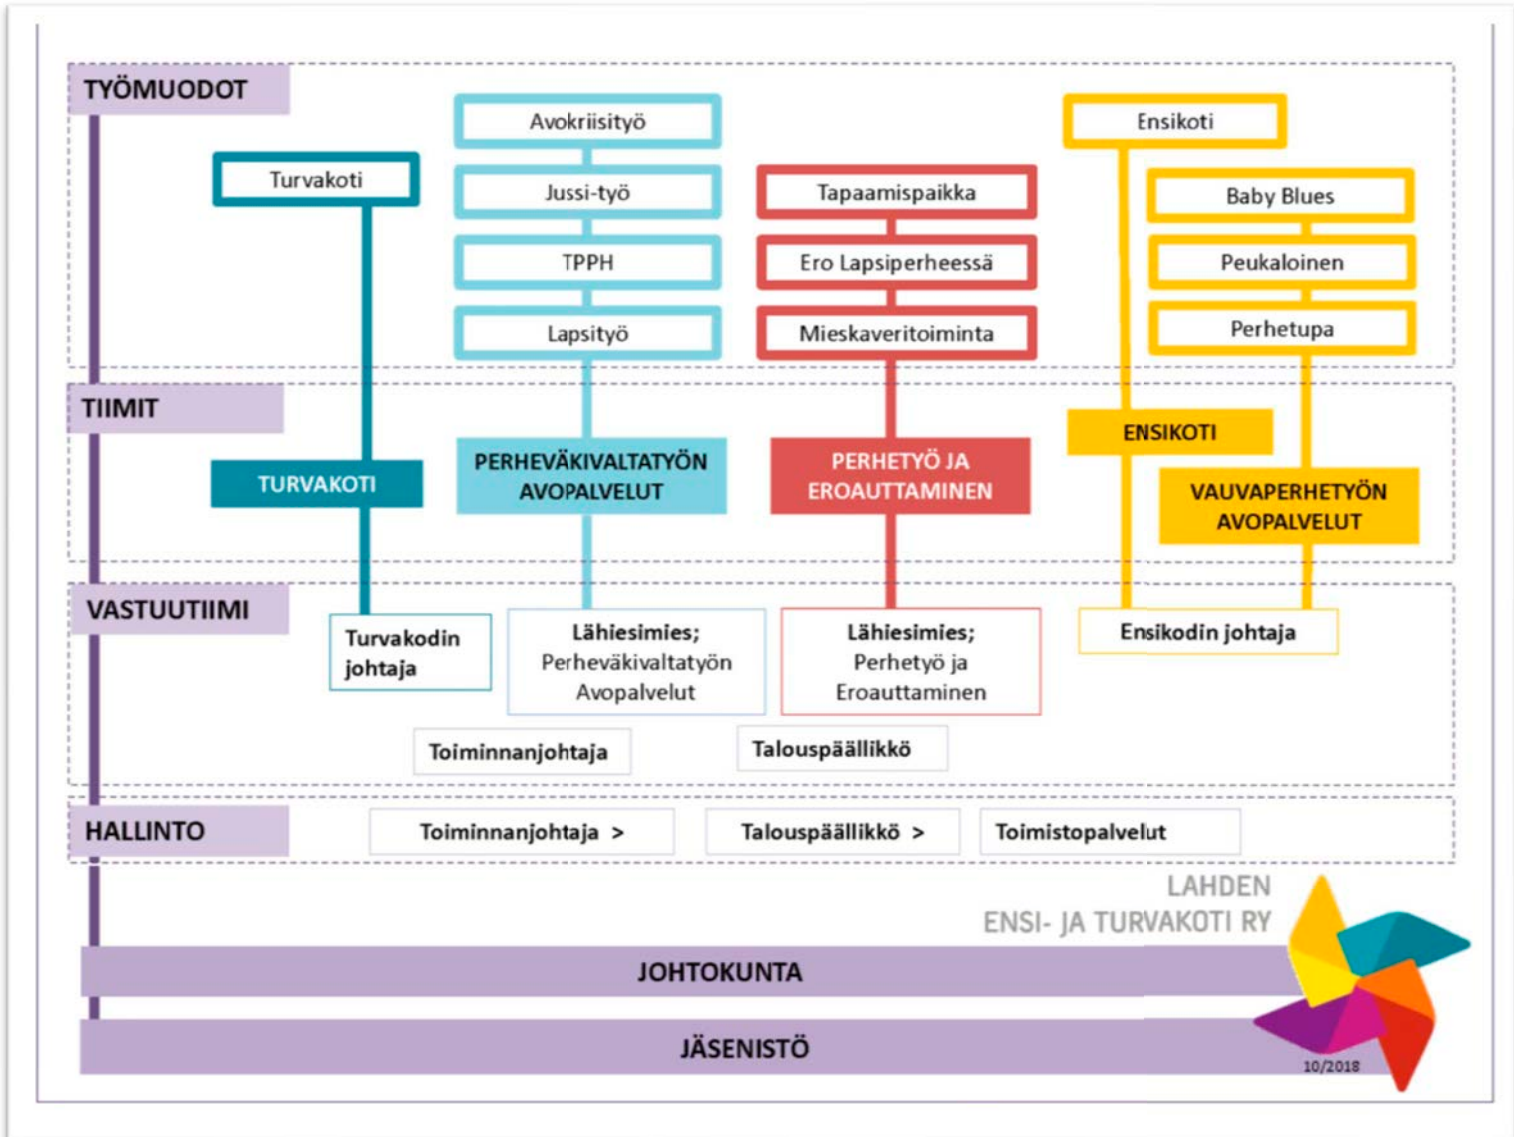 TYÖMUODOT
Turvakoti
Avokriisityö
Jussi-työ
TPPH
Lapsityö
Tapaamispaikka
Ero Lapsiperheessä
Mieskaveritoiminta
Ensikoti
Baby Blues
Peukaloinen
Perhetupa
TIIMIT
TURVAKOTI
PERHEVÄKIVALTATYÖN
AVOPALVELUT
PERHETYÖ JA
EROAUTTAMINEN
ENSIKOTI
VAUVAPERHETYÖN
AVOPALVELUT
VASTUUTIIMI
Turvakodin
johtaja
Lähiesimies;
Perheväkivaltatyön
Avopalvelut
Lähiesimies;
Perhetyö ja
Eroauttaminen
Ensikodin johtaja
Toiminnanjohtaja
Talouspäällikkö
HALLINTO
Toiminnanjohtaja >
Talouspäällikkö >
Toimistopalvelut
LAHDEN
ENSI- JA TURVAKOTI RY
JOHTOKUNTA
JÄSENISTÖ
10/2018